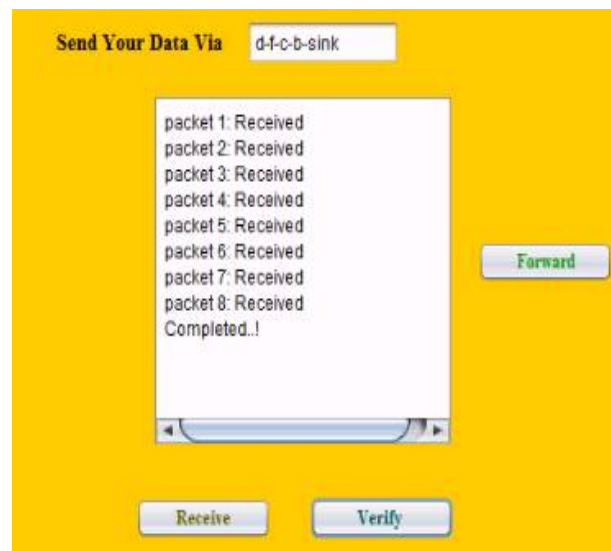 Send Your Data Via d-f-c-b-sink
packet 1: Received
packet 2: Received
packet 3: Received
packet 4: Received
packet 5: Received
packet 6: Received
packet 7: Received
packet 8: Received
Completed..!
Forward
Receive Verify